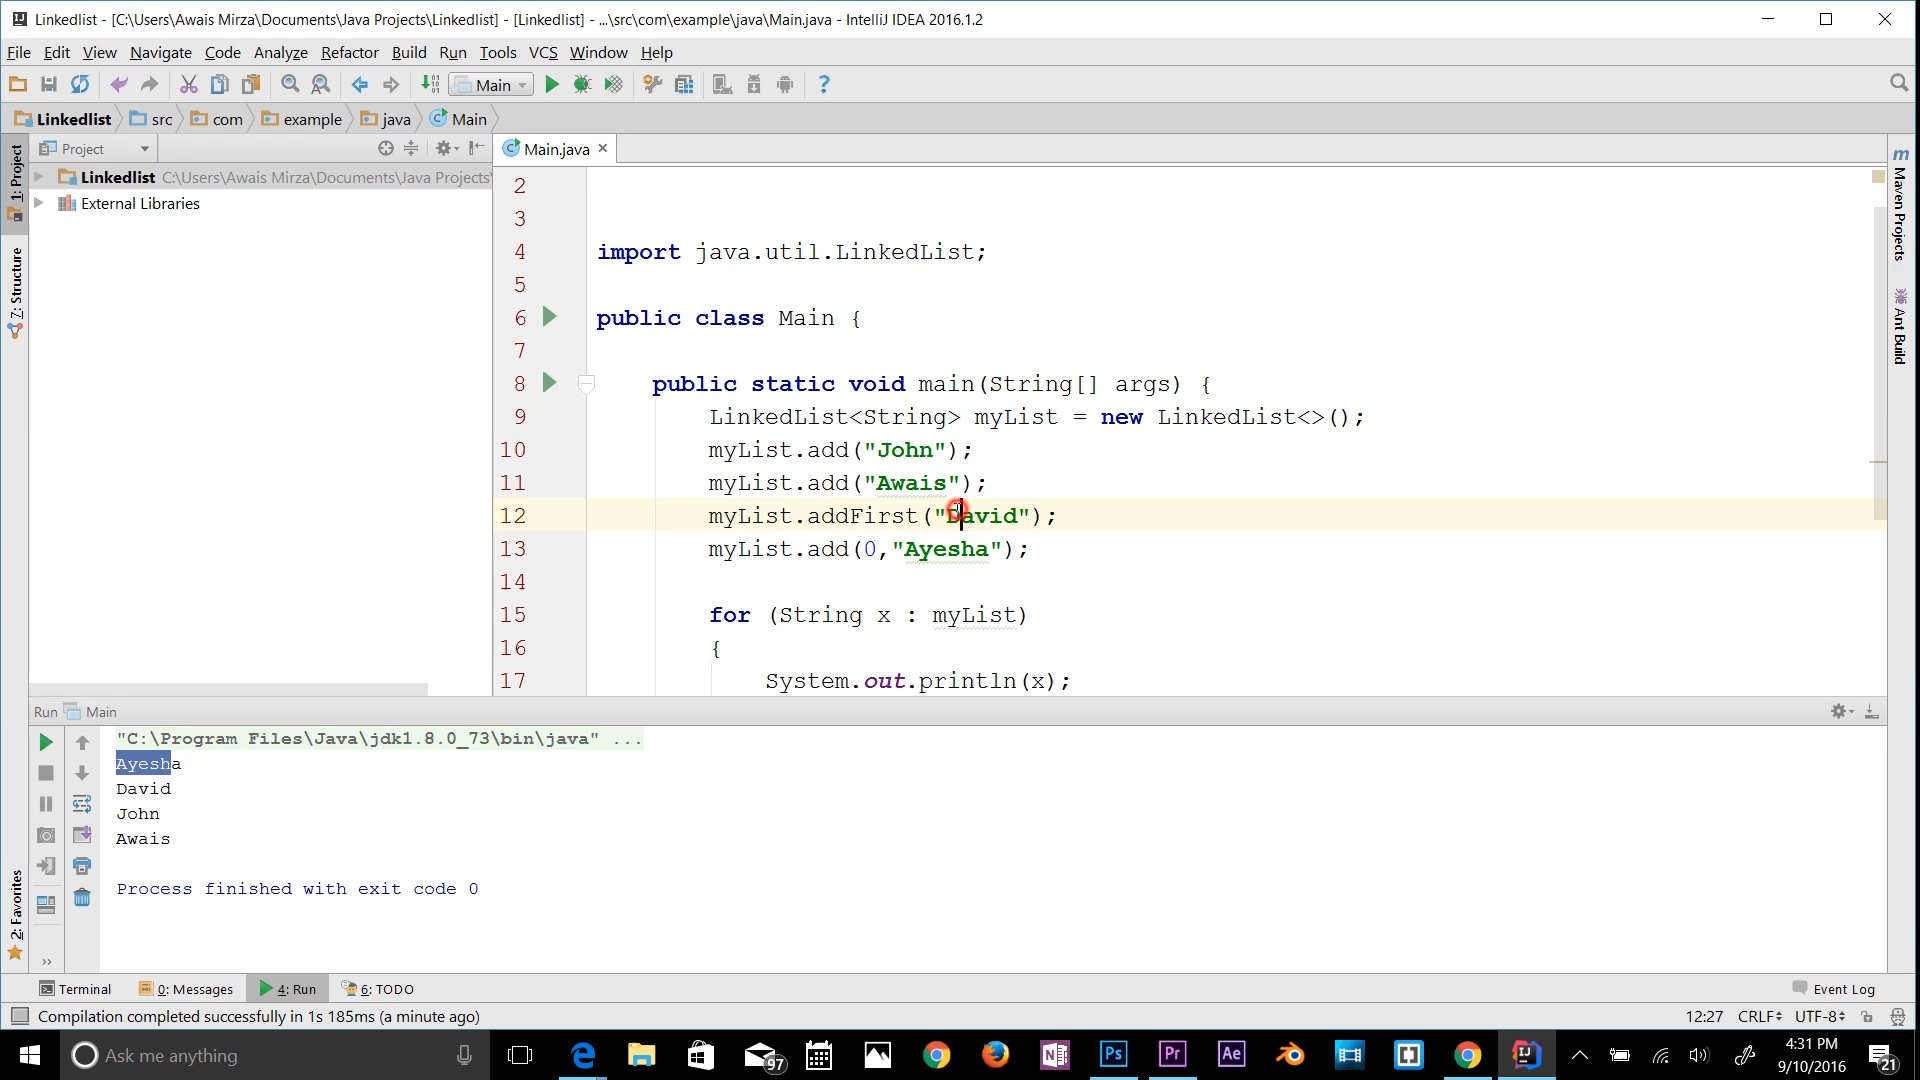 Linkedlist - [C:\Users\Awais Mirza\Documents\Java Projects\Linkedlist] - [Linkedlist] - ...\src\com\example\java\Main.java - IntelliJ IDEA 2016.1.2
File Edit View Navigate Code Analyze Refactor Build Run Tools VCS Window Help
Main
Linkedlist src com example java Main
Project
Main.java
1: Project
Linkedlist C:\Users\Awais Mirza\Documents\Java Projects\
External Libraries
7: Structure
2: Favorites
Maven Projects
Ant Build
2
3
4 import java.util.LinkedList;
5
6 public class Main {
7
8 public static void main(String[] args) {
9 LinkedList<String> myList = new LinkedList<>();
10 myList.add("John");
11 myList.add("Awais");
12 myList.addFirst("David");
13 myList.add(0,"Ayesha");
14
15 for (String x : myList)
16 {
17 System.out.println(x);
Run Main
"C:\Program Files\Java\jdk1.8.0_73\bin\java" ...
Ayesha
David
John
Awais
Process finished with exit code 0
Terminal 0: Messages 4: Run 6: TODO Event Log
Compilation completed successfully in 1s 185ms (a minute ago) 12:27 CRLF UTF-8
Ask me anything 97 Ps Pr Ae 4:31 PM
9/10/2016 21